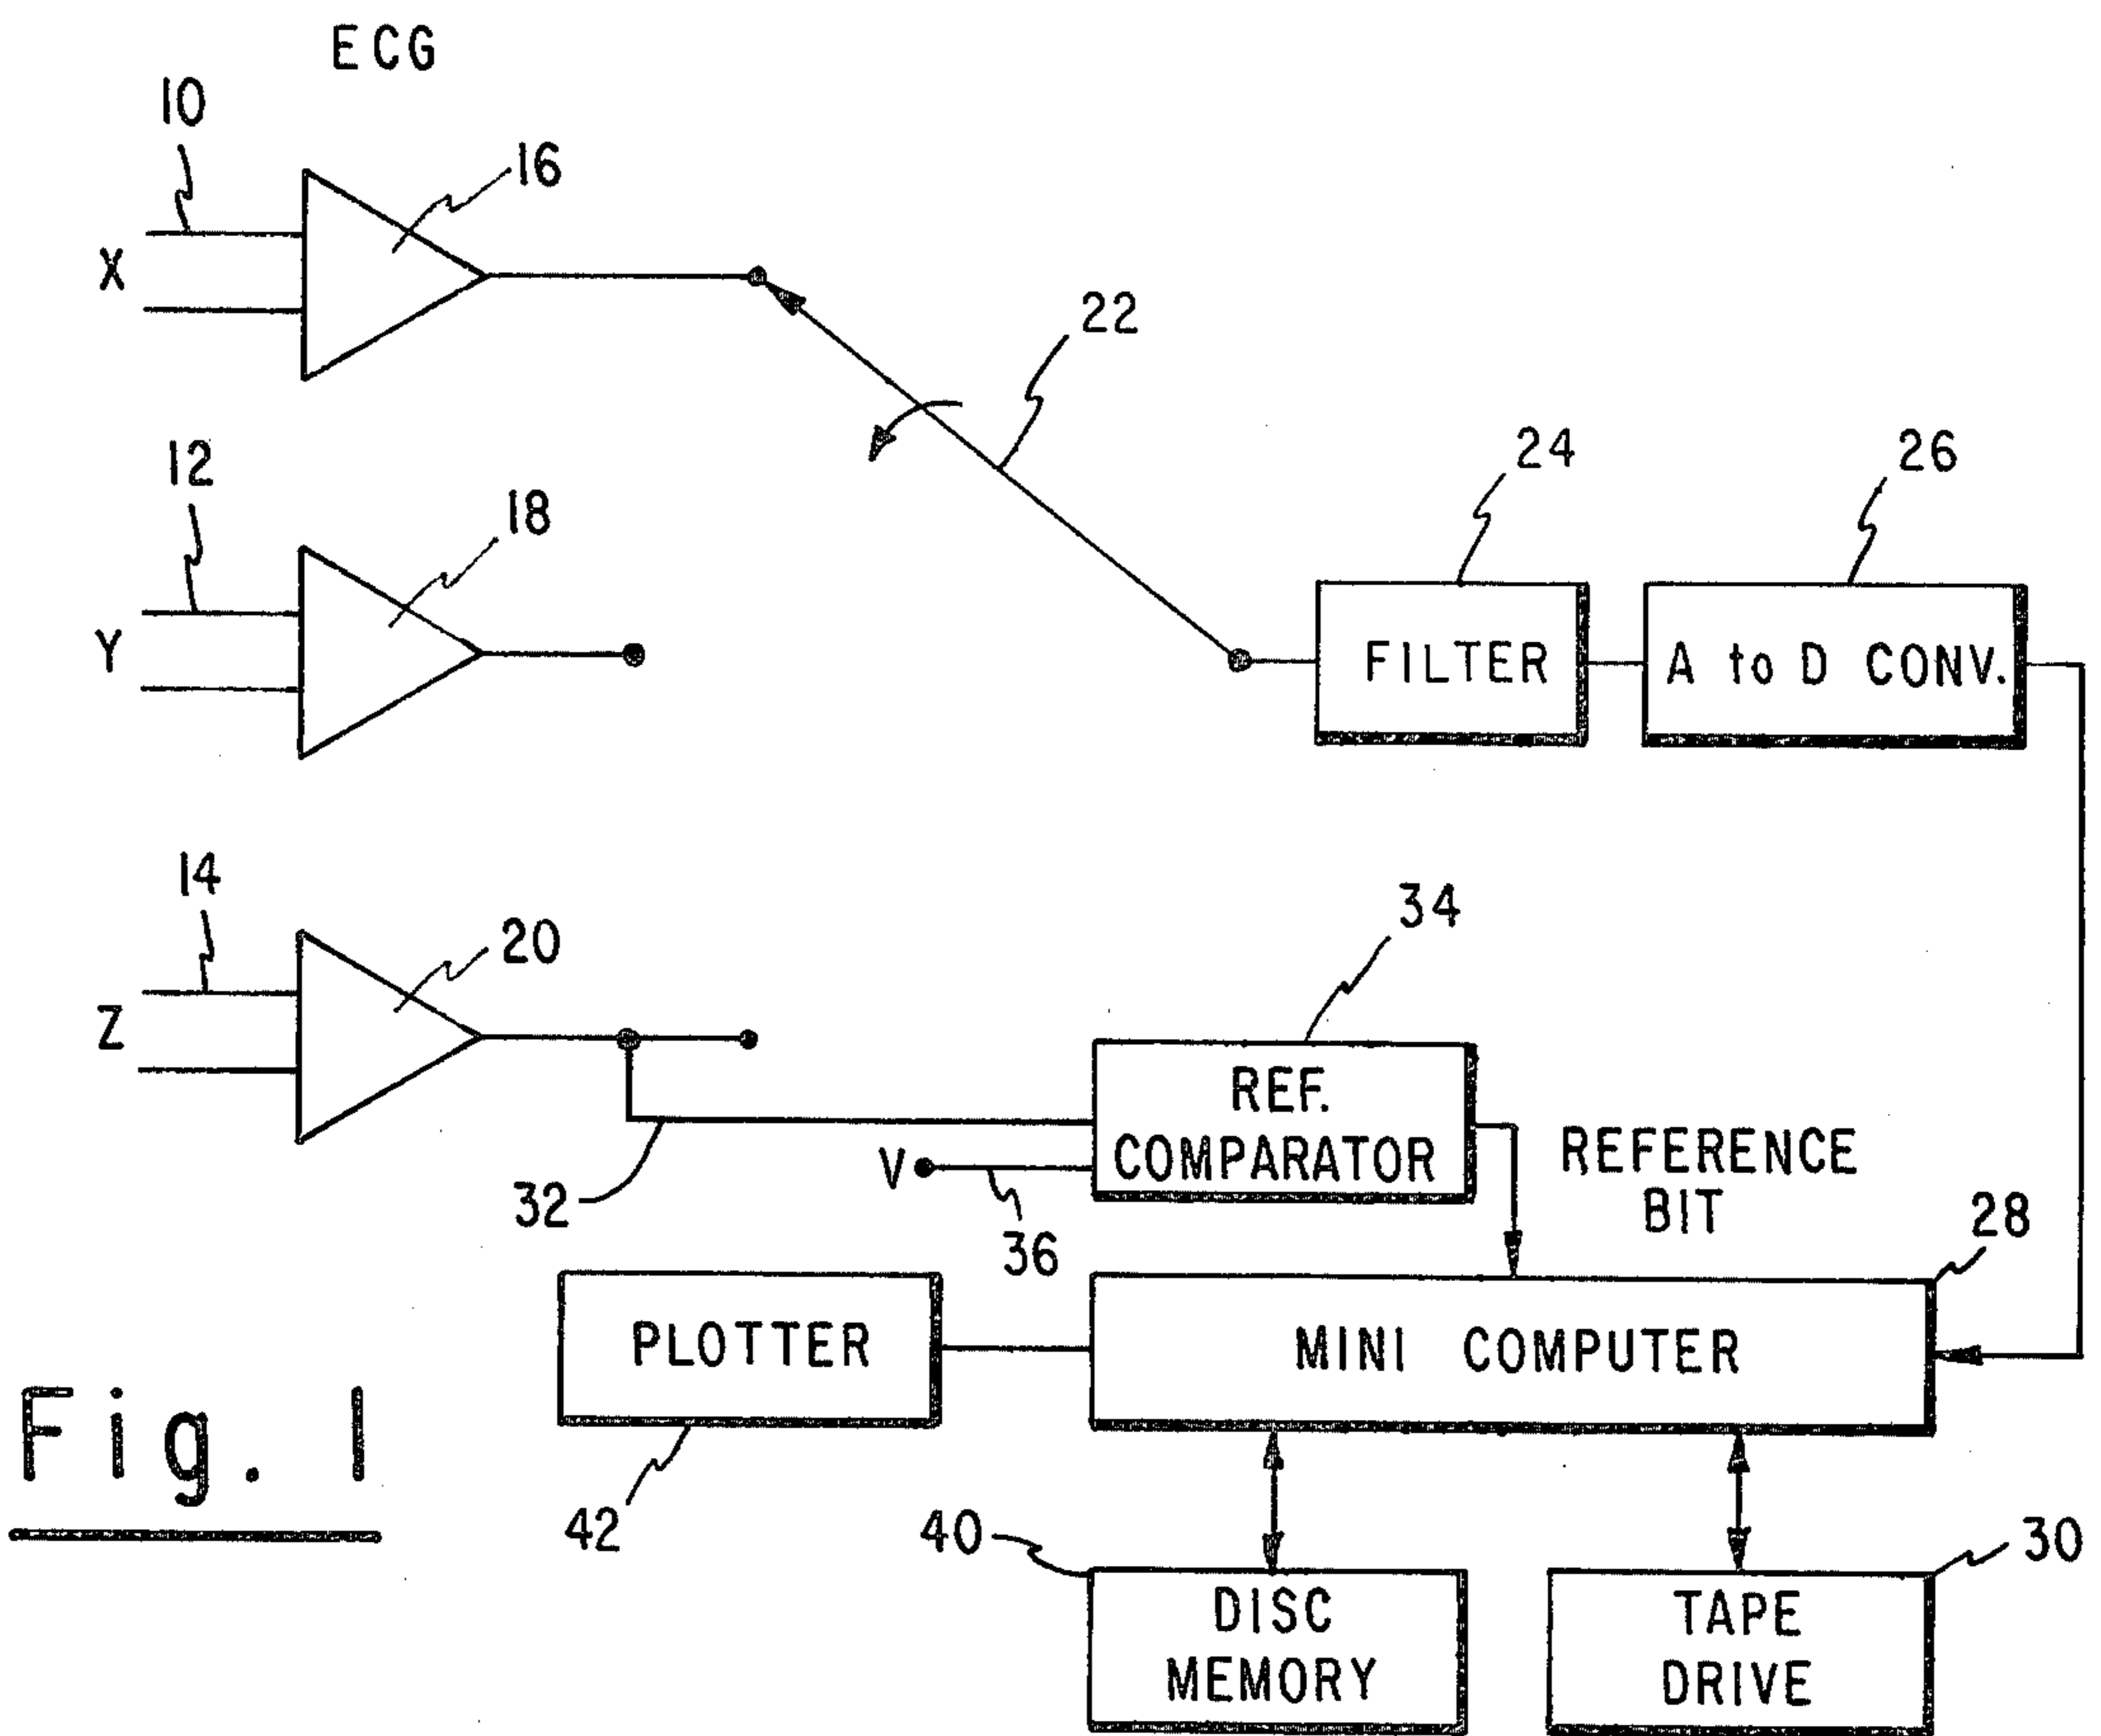 ECG
10
16
X
22
12
18
24
26
Y
FILTER
A to D CONV.
14
20
34
Z
REF.
COMPARATOR
V
32
36
REFERENCE
BIT
28
PLOTTER
MINI COMPUTER
Fig. 1
42
40
30
DISC
MEMORY
TAPE
DRIVE